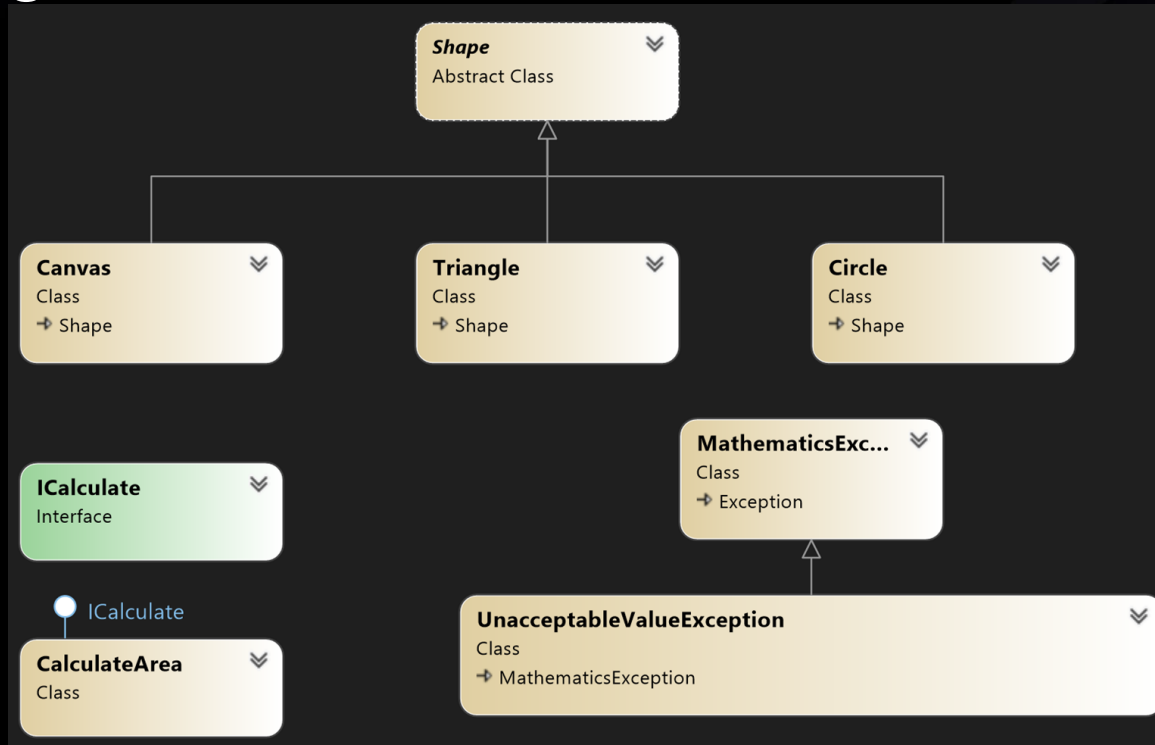 Shape
Abstract Class
Canvas
Class
Shape
Triangle
Class
Shape
Circle
Class
Shape
MathematicsExc...
Class
Exception
ICalculate
Interface
ICalculate
CalculateArea
Class
UnacceptableValueException
Class
MathematicsException